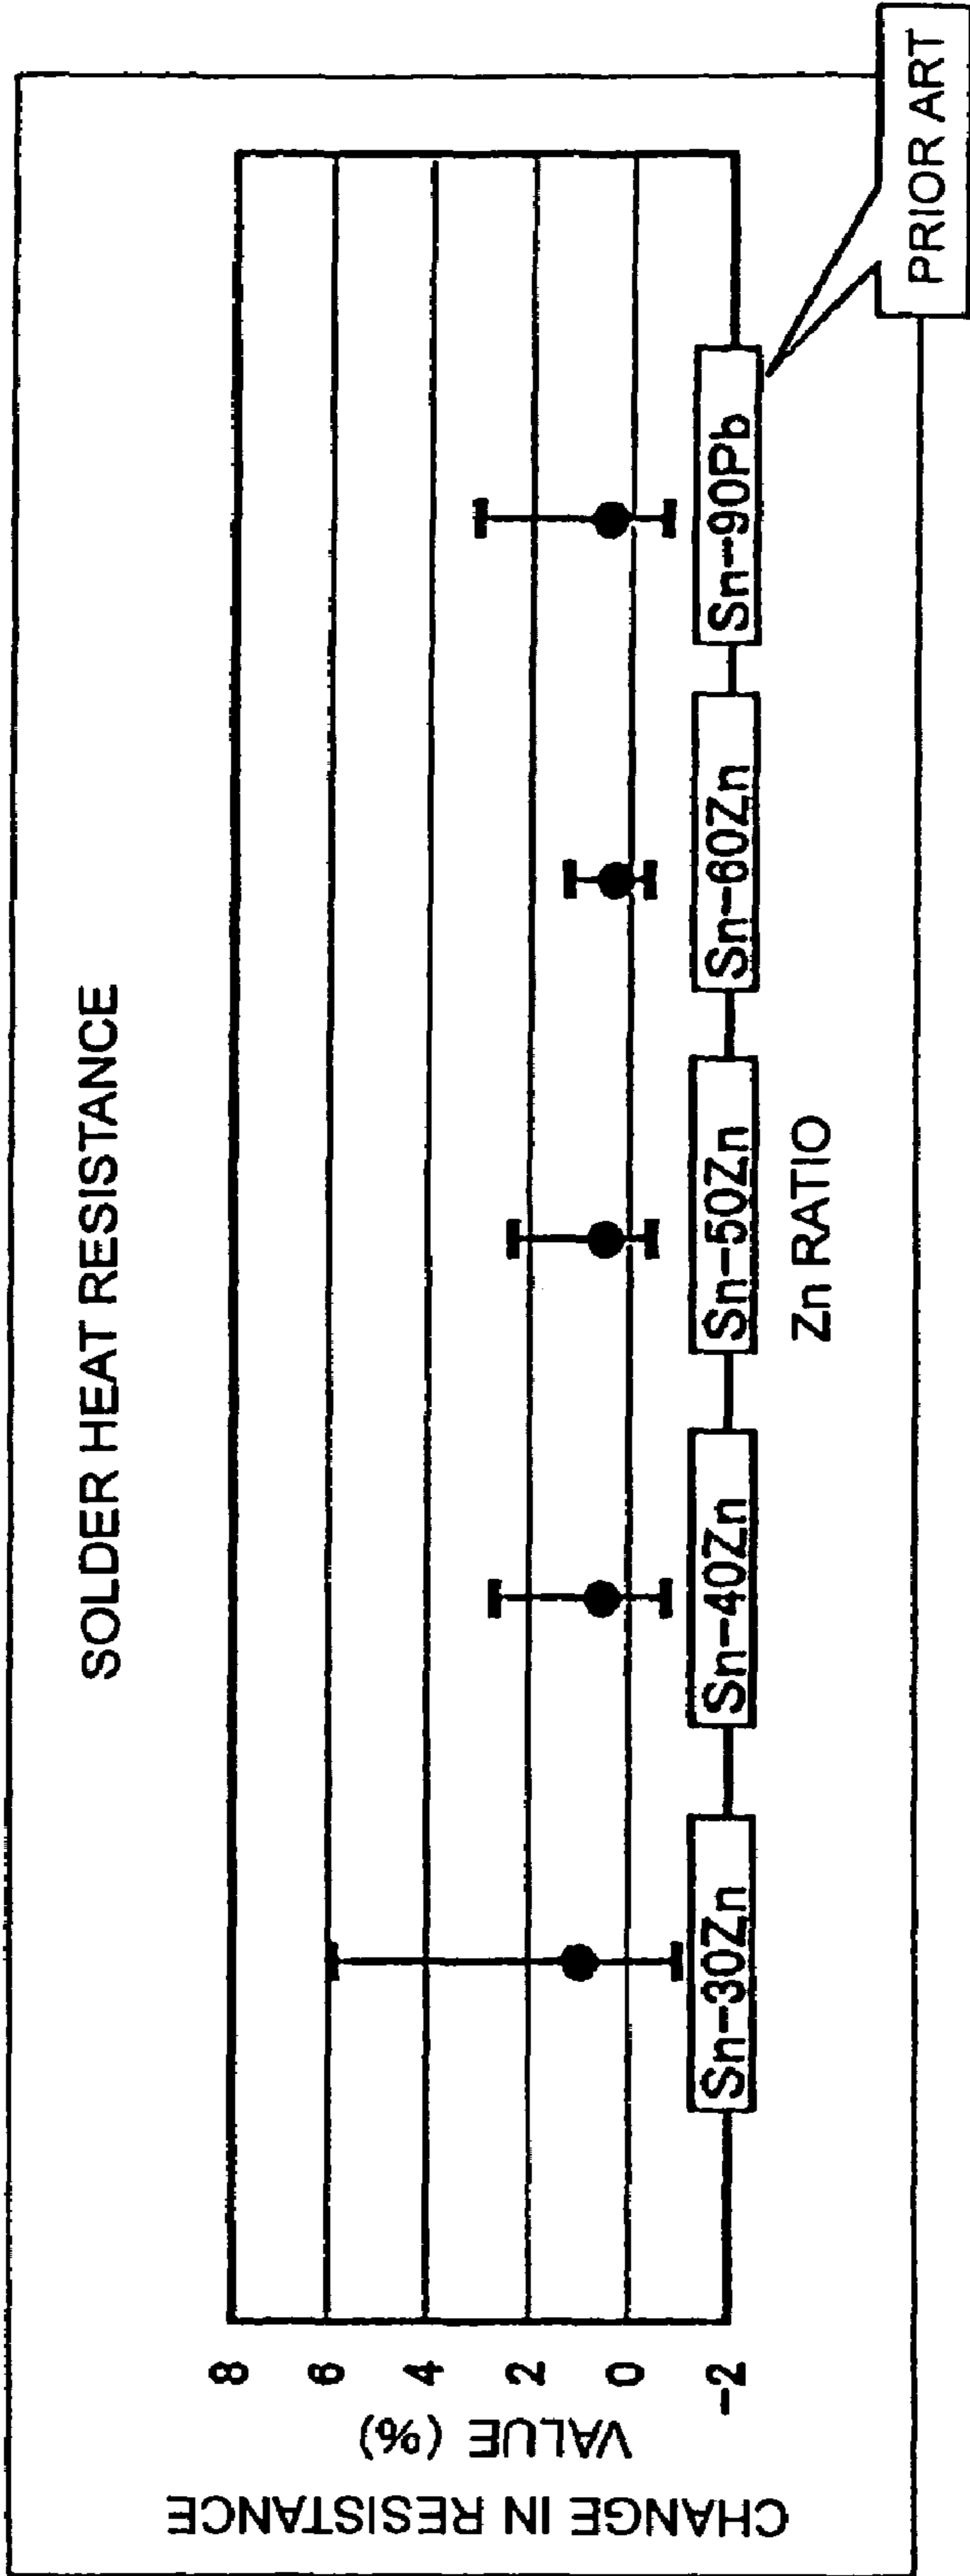 SOLDER HEAT RESISTANCE
CHANGE IN RESISTANCE
VALUE (%)
8
6
4
2
0
-2
Sn-30Zn
Sn-40Zn
Sn-50Zn
Sn-60Zn
Sn-90Pb
Zn RATIO
PRIOR ART